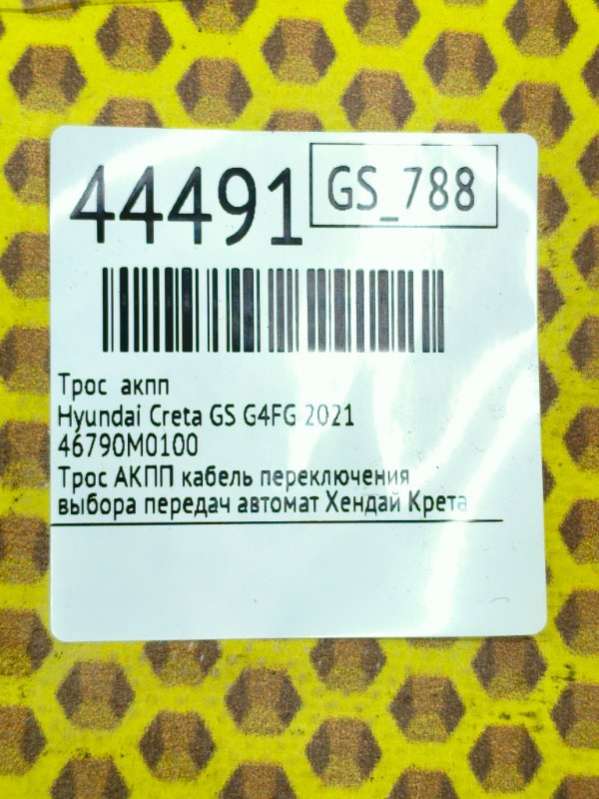 44491
GS_788
Трос акпп
Hyundai Creta GS G4FG 2021
46790M0100
Трос АКПП кабель переключения
выбора передач автомат Хендай Крета